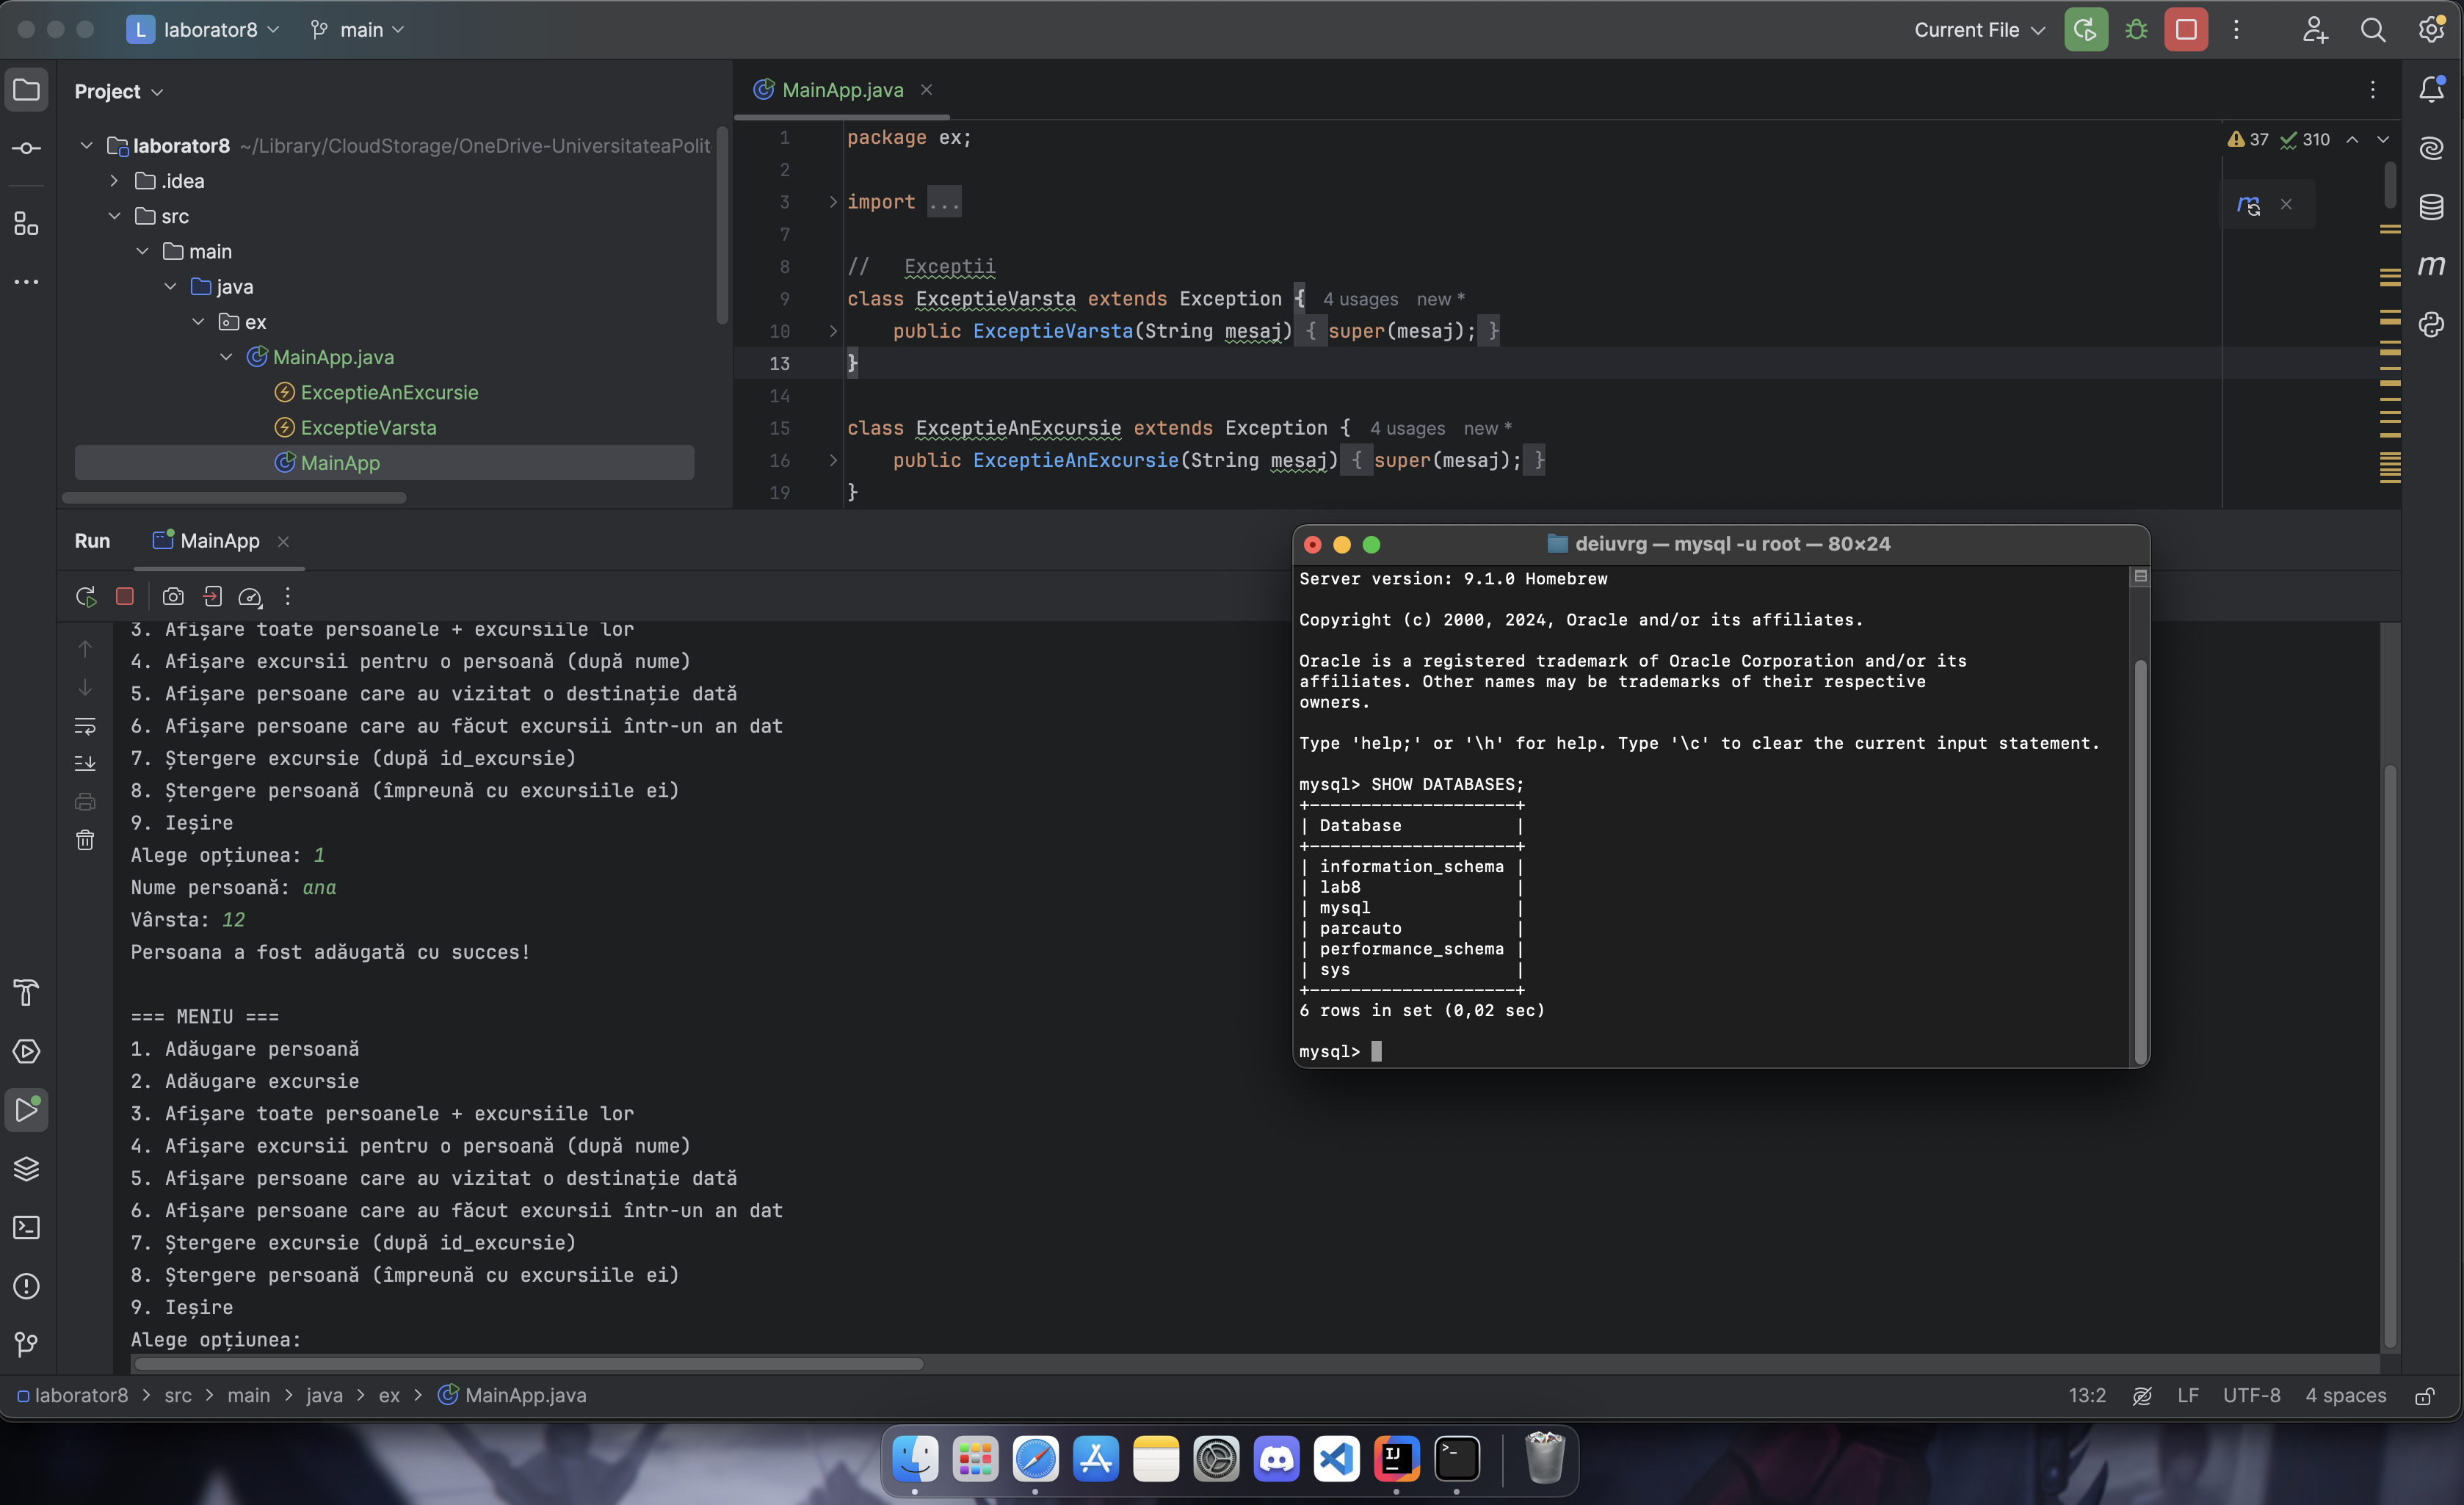 L laborator8 main Current File
Project
laborator8 ~/Library/CloudStorage/OneDrive-UniversitateaPolit
.idea
src
main
java
ex
MainApp.java
ExceptieAnExcursie
ExceptieVarsta
MainApp
MainApp.java
37 310
1 package ex;
2
3 import ...
7
8 // Exceptii
9 class ExceptieVarsta extends Exception { 4 usages new *
10 public ExceptieVarsta(String mesaj) { super(mesaj); }
13 }
14
15 class ExceptieAnExcursie extends Exception { 4 usages new *
16 public ExceptieAnExcursie(String mesaj) { super(mesaj); }
19 }
Run MainApp
3. Afișare toate persoanele + excursiile lor
4. Afișare excursii pentru o persoană (după nume)
5. Afișare persoane care au vizitat o destinație dată
6. Afișare persoane care au făcut excursii într-un an dat
7. Ștergere excursie (după id_excursie)
8. Ștergere persoană (împreună cu excursiile ei)
9. Ieșire
Alege opțiunea: 1
Nume persoană: ana
Vârsta: 12
Persoana a fost adăugată cu succes!
=== MENIU ===
1. Adăugare persoană
2. Adăugare excursie
3. Afișare toate persoanele + excursiile lor
4. Afișare excursii pentru o persoană (după nume)
5. Afișare persoane care au vizitat o destinație dată
6. Afișare persoane care au făcut excursii într-un an dat
7. Ștergere excursie (după id_excursie)
8. Ștergere persoană (împreună cu excursiile ei)
9. Ieșire
Alege opțiunea:
deiuvrg — mysql -u root — 80×24
Server version: 9.1.0 Homebrew
Copyright (c) 2000, 2024, Oracle and/or its affiliates.
Oracle is a registered trademark of Oracle Corporation and/or its
affiliates. Other names may be trademarks of their respective
owners.
Type 'help;' or '\h' for help. Type '\c' to clear the current input statement.
mysql> SHOW DATABASES;
+--------------------+
| Database           |
+--------------------+
| information_schema |
| lab8               |
| mysql              |
| parcauto           |
| performance_schema |
| sys                |
+--------------------+
6 rows in set (0,02 sec)
mysql>
laborator8 > src > main > java > ex > MainApp.java
13:2 LF UTF-8 4 spaces